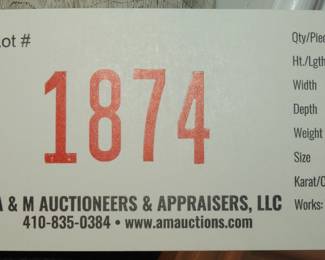 Lot #
1874
A & M AUCTIONEERS & APPRAISERS, LLC
410-835-0384 • www.amauctions.com
Qty/Pie
Ht./Lgth
Width
Depth
Weight
Size
Karat/C
Works: